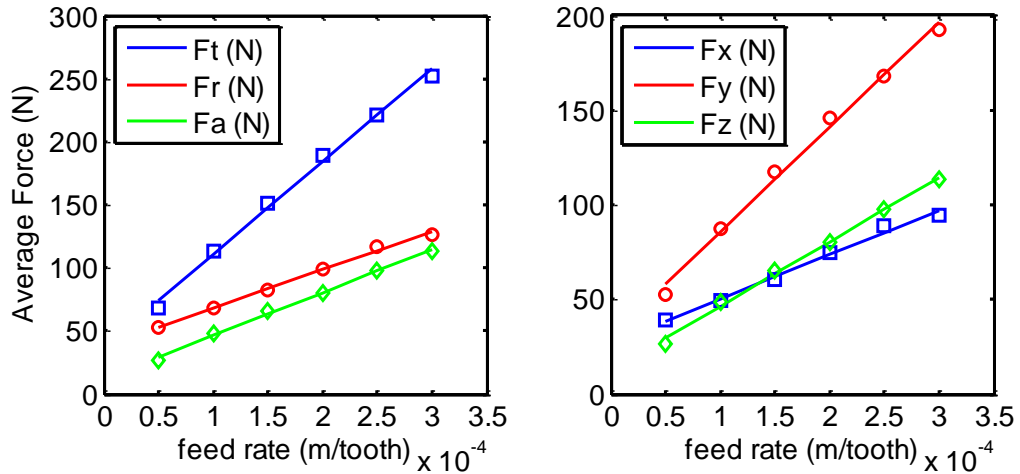 Average Force (N)
300
250
200
150
100
50
0
Ft (N)
Fr (N)
Fa (N)
0 0.5 1 1.5 2 2.5 3 3.5
feed rate (m/tooth)
x 10⁻⁴
200
150
100
50
0
Fx (N)
Fy (N)
Fz (N)
0 0.5 1 1.5 2 2.5 3 3.5
feed rate (m/tooth)
x 10⁻⁴